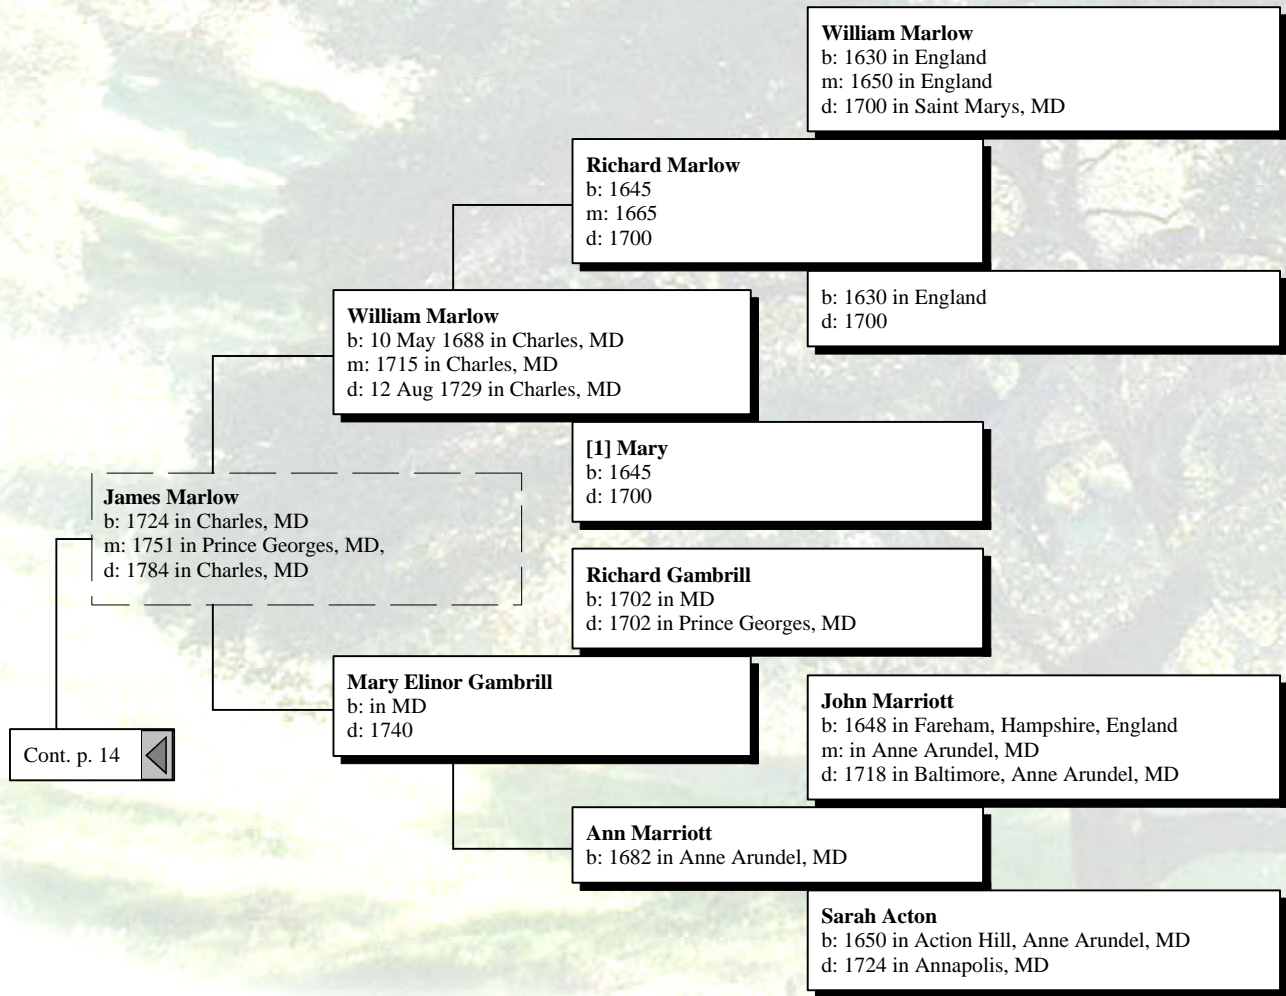 William Marlow
b: 1630 in England
m: 1650 in England
d: 1700 in Saint Marys, MD
Richard Marlow
b: 1645
m: 1665
d: 1700
b: 1630 in England
d: 1700
William Marlow
b: 10 May 1688 in Charles, MD
m: 1715 in Charles, MD
d: 12 Aug 1729 in Charles, MD
[1] Mary
b: 1645
d: 1700
James Marlow
b: 1724 in Charles, MD
m: 1751 in Prince Georges, MD,
d: 1784 in Charles, MD
Richard Gambrill
b: 1702 in MD
d: 1702 in Prince Georges, MD
Mary Elinor Gambrill
b: in MD
d: 1740
John Marriott
b: 1648 in Fareham, Hampshire, England
m: in Anne Arundel, MD
d: 1718 in Baltimore, Anne Arundel, MD
Cont. p. 14
Ann Marriott
b: 1682 in Anne Arundel, MD
Sarah Acton
b: 1650 in Action Hill, Anne Arundel, MD
d: 1724 in Annapolis, MD